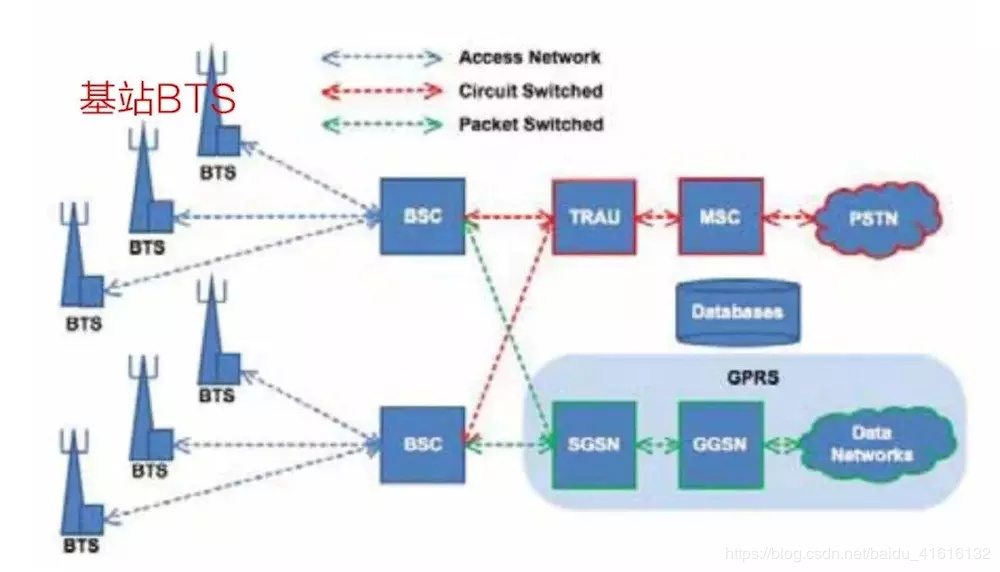 基站BTS
Access Network
Circuit Switched
Packet Switched
BTS
BTS
BTS
BSC
TRAU
MSC
PSTN
Databases
GPRS
BTS
BTS
BTS
BSC
SGSN
GGSN
Data
Networks
https://blog.csdn.net/baidu_41616132